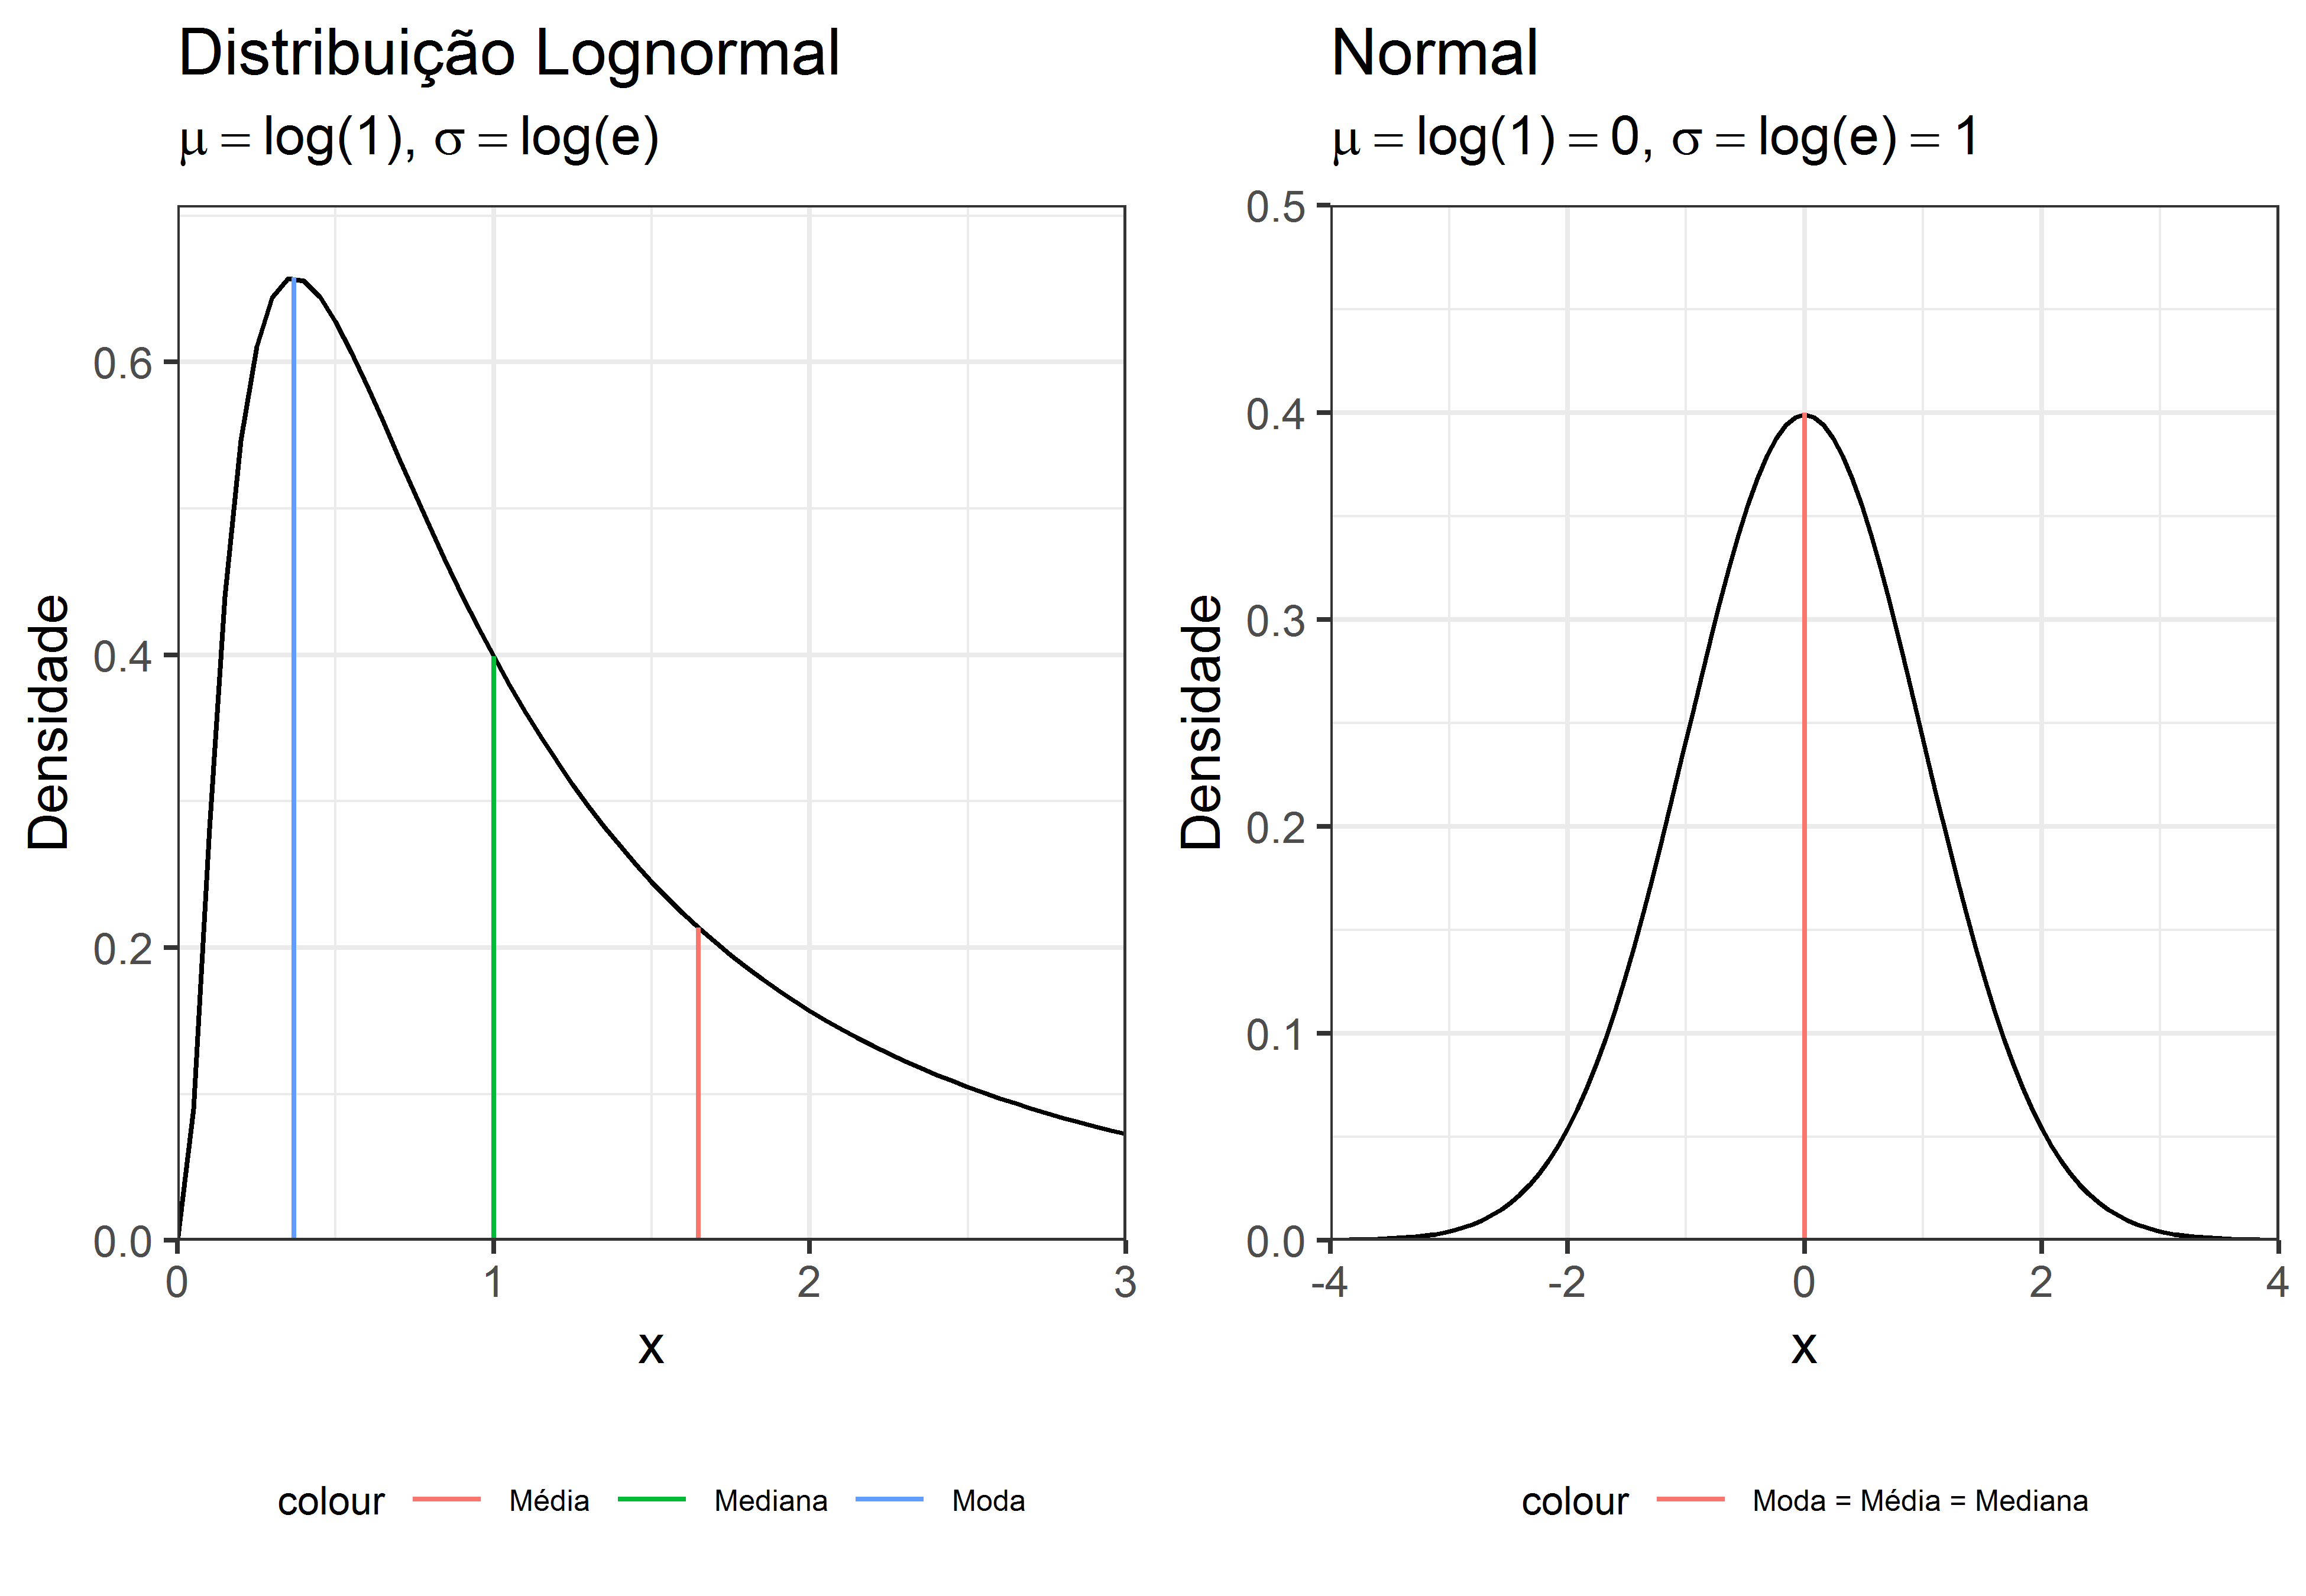 Distribuição Lognormal
μ = log(1), σ = log(e)
Densidade
0.6
0.4
0.2
0.0
0 1 2 3
x
colour Média Mediana Moda
Normal
μ = log(1) = 0, σ = log(e) = 1
Densidade
0.5
0.4
0.3
0.2
0.1
0.0
-4 -2 0 2 4
x
colour Moda = Média = Mediana